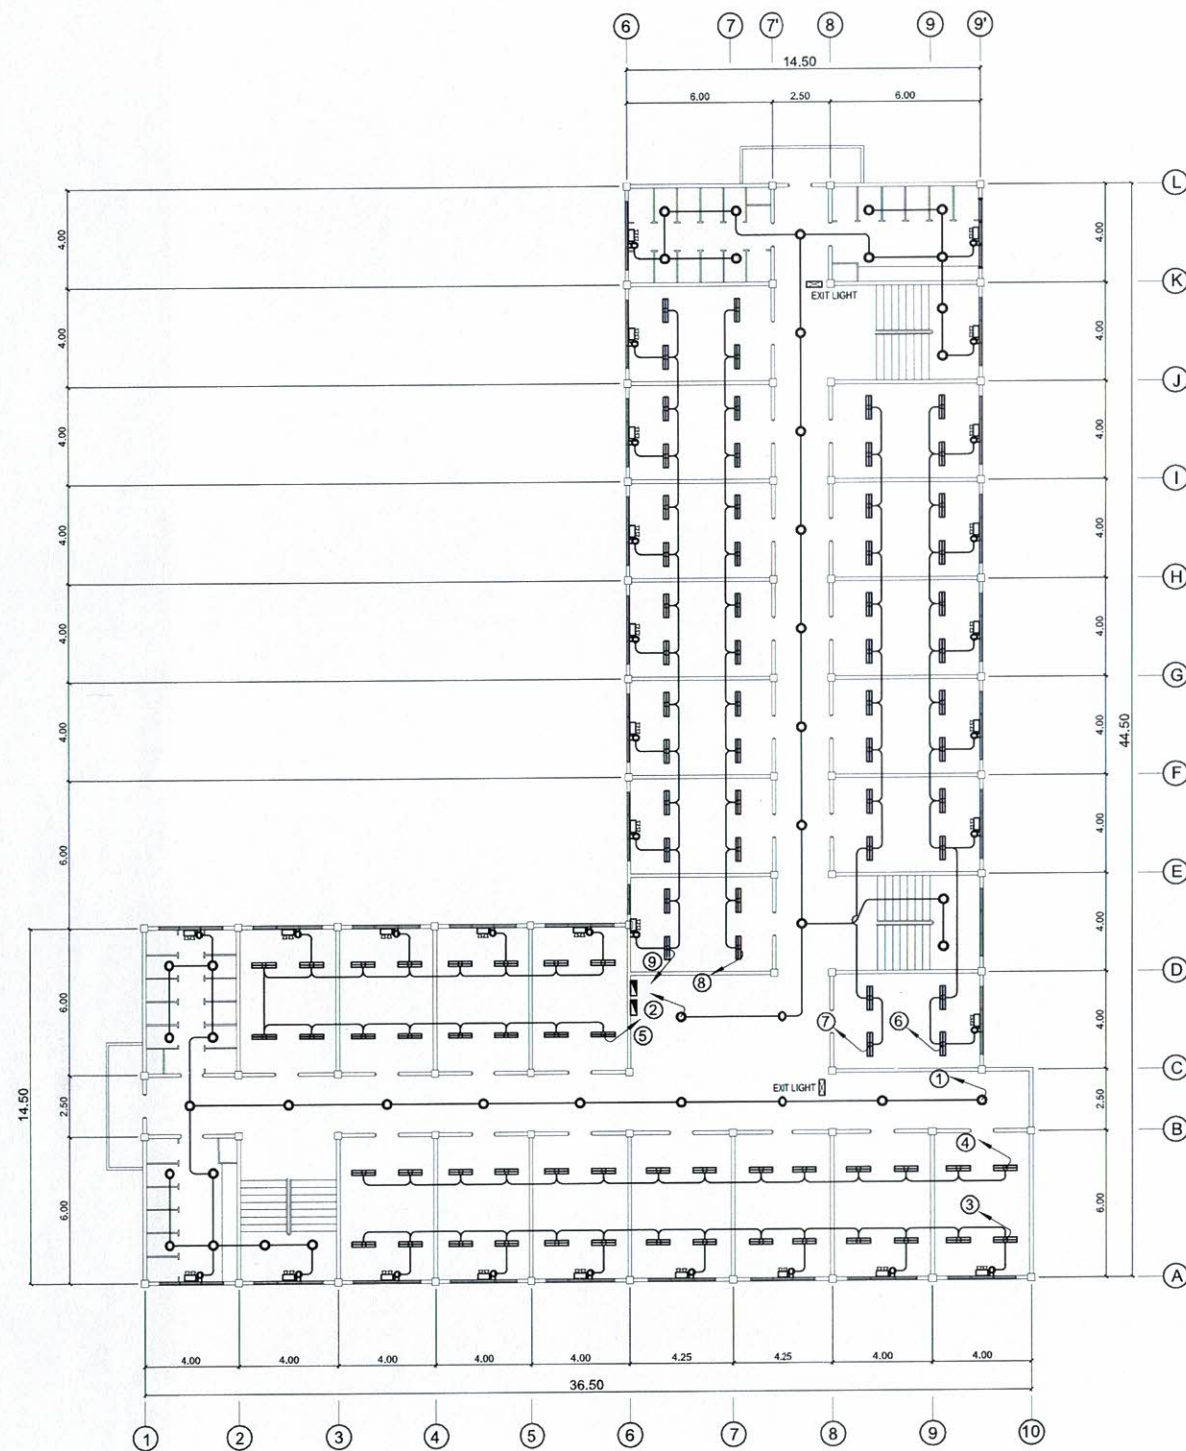 6 7 7' 8 9 9'
14.50
6.00 2.50 6.00
L
4.00 4.00
K
EXIT LIGHT
4.00 4.00
J
4.00 4.00
I
4.00 4.00
H
4.00 4.00
G
4.00 4.00
44.50
F
6.00 4.00
E
4.00
9 8
D
2
5
7 6
6.00 4.00
C
EXIT LIGHT 1
14.50
2.50 2.50
B
4
3
6.00 6.00
A
4.00 4.00 4.00 4.00 4.00 4.25 4.25 4.00 4.00
36.50
1 2 3 4 5 6 7 8 9 10